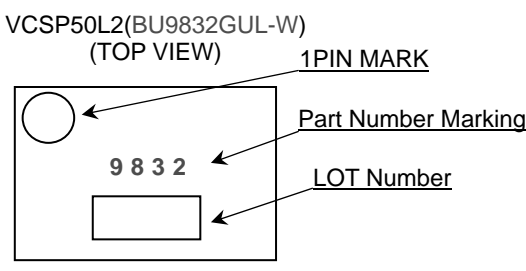 VCSP50L2(BU9832GUL-W)
(TOP VIEW)
1PIN MARK
Part Number Marking
9 8 3 2
LOT Number